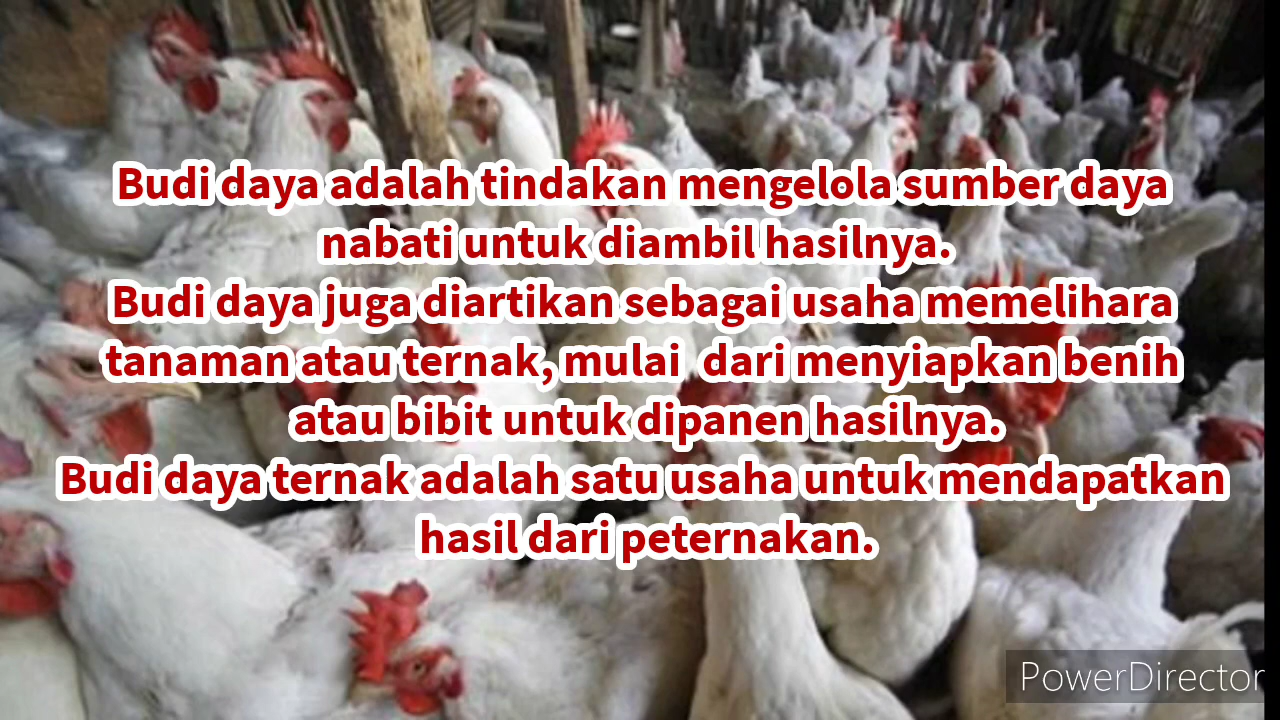 Budi daya adalah tindakan mengelola sumber daya
nabati untuk diambil hasilnya.
Budi daya juga diartikan sebagai usaha memelihara
tanaman atau ternak, mulai  dari menyiapkan benih
atau bibit untuk dipanen hasilnya.
Budi daya ternak adalah satu usaha untuk mendapatkan
hasil dari peternakan.
PowerDirector